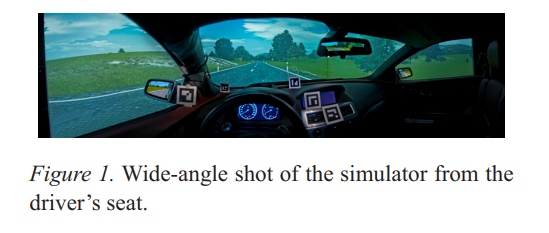 Figure 1. Wide-angle shot of the simulator from the
driver's seat.